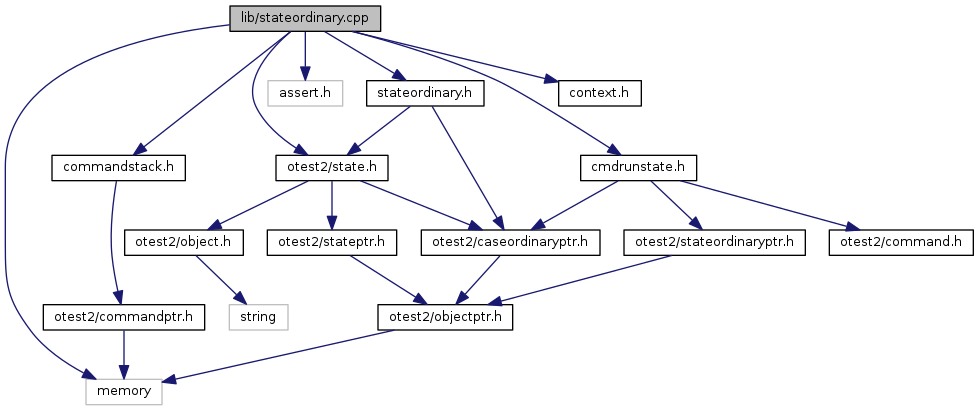 lib/stateordinary.cpp
assert.h
stateordinary.h
context.h
commandstack.h
otest2/state.h
cmdrunstate.h
otest2/object.h
otest2/stateptr.h
otest2/caseordinaryptr.h
otest2/stateordinaryptr.h
otest2/command.h
otest2/commandptr.h
string
otest2/objectptr.h
memory